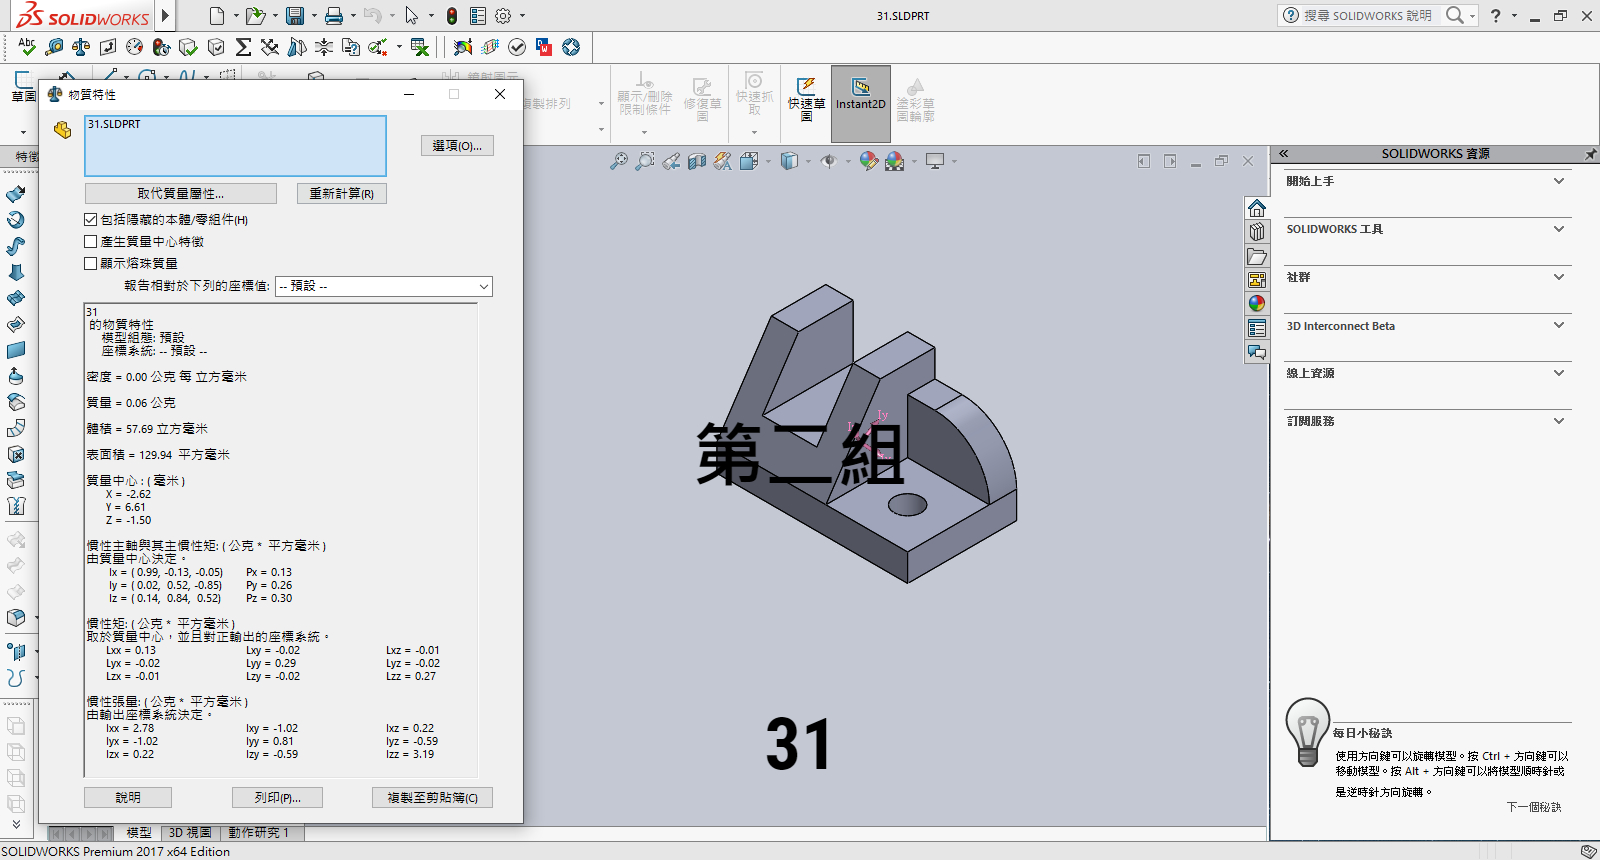 SOLIDWORKS
31.SLDPRT
搜尋 SOLIDWORKS 說明
草圖
複製排列
顯示/刪除限制條件
修復草圖
快速抓取
快速草圖
Instant2D
塗彩草圖輪廓
特徵
物質特性
31.SLDPRT
選項(O)...
取代質量屬性...
重新計算(R)
包括隱藏的本體/零組件(H)
產生質量中心特徵
顯示熔珠質量
報告相對於下列的座標值:
-- 預設 --
31
的物質特性
模型組態: 預設
座標系統: -- 預設 --
密度 = 0.00 公克 每 立方毫米
質量 = 0.06 公克
體積 = 57.69 立方毫米
表面積 = 129.94 平方毫米
質量中心 : ( 毫米 )
X = -2.62
Y = 6.61
Z = -1.50
慣性主軸與其主慣性矩: ( 公克 * 平方毫米 )
由質量中心決定。
Ix = ( 0.99, -0.13, -0.05) Px = 0.13
Iy = ( 0.02, 0.52, -0.85) Py = 0.26
Iz = ( 0.14, 0.84, 0.52) Pz = 0.30
慣性矩: ( 公克 * 平方毫米 )
取於質量中心，並且對正輸出的座標系統。
Lxx = 0.13 Lxy = -0.02 Lxz = -0.01
Lyx = -0.02 Lyy = 0.29 Lyz = -0.02
Lzx = -0.01 Lzy = -0.02 Lzz = 0.27
慣性張量: ( 公克 * 平方毫米 )
由輸出座標系統決定。
Ixx = 2.78 Ixy = -1.02 Ixz = 0.22
Iyx = -1.02 Iyy = 0.81 Iyz = -0.59
Izx = 0.22 Izy = -0.59 Izz = 3.19
說明
列印(P)...
複製至剪貼簿(C)
第二組
Iy
31
SOLIDWORKS 資源
開始上手
SOLIDWORKS 工具
社群
3D Interconnect Beta
線上資源
訂閱服務
每日小秘訣
使用方向鍵可以旋轉模型。按 Ctrl + 方向鍵可以
移動模型。按 Alt + 方向鍵可以將模型順時針或
是逆時針方向旋轉。
下一個秘訣
模型
3D 視圖
動作研究 1
SOLIDWORKS Premium 2017 x64 Edition